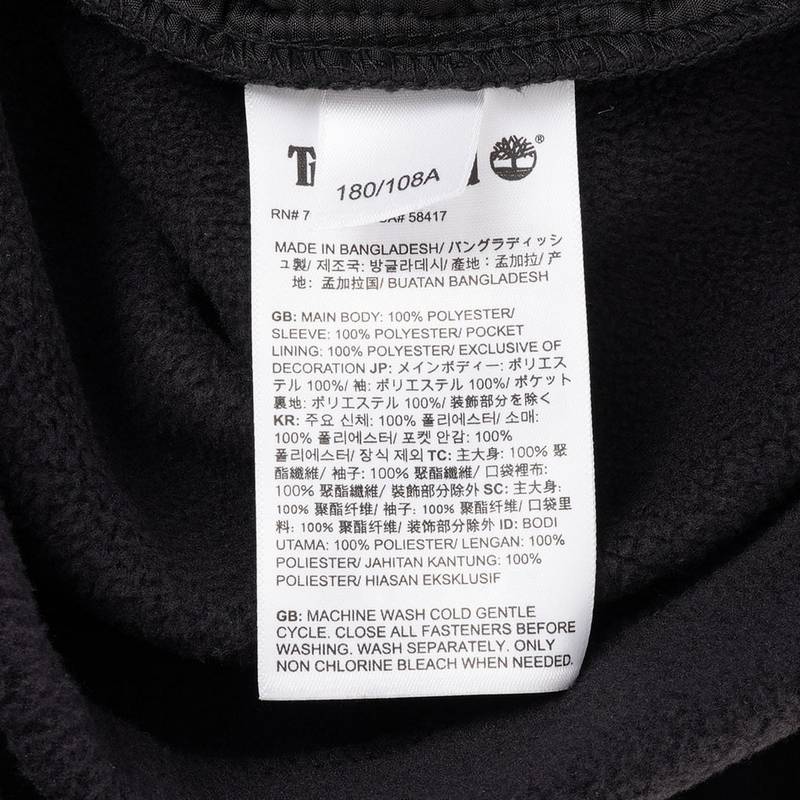 180/108A
RN# 7 CA# 58417
MADE IN BANGLADESH/ バングラディッシ
ュ製/ 제조국: 방글라데시/ 產地: 孟加拉/ 产
地: 孟加拉国/ BUATAN BANGLADESH
GB: MAIN BODY: 100% POLYESTER/
SLEEVE: 100% POLYESTER/ POCKET
LINING: 100% POLYESTER/ EXCLUSIVE OF
DECORATION JP: メインボディー: ポリエス
テル 100%/ 袖: ポリエステル 100%/ ポケット
裏地: ポリエステル 100%/ 装飾部分を除く
KR: 주요 신체: 100% 폴리에스터/ 소매:
100% 폴리에스터/ 포켓 안감: 100%
폴리에스터/ 장식 제외 TC: 主大身: 100% 聚
酯纖維/ 袖子: 100% 聚酯纖維/ 口袋裡布:
100% 聚酯纖維/ 裝飾部分除外 SC: 主大身:
100% 聚酯纤维/ 袖子: 100% 聚酯纤维/ 口袋里
料: 100% 聚酯纤维/ 装饰部分除外 ID: BODI
UTAMA: 100% POLIESTER/ LENGAN: 100%
POLIESTER/ JAHITAN KANTUNG: 100%
POLIESTER/ HIASAN EKSKLUSIF
GB: MACHINE WASH COLD GENTLE
CYCLE. CLOSE ALL FASTENERS BEFORE
WASHING. WASH SEPARATELY. ONLY
NON CHLORINE BLEACH WHEN NEEDED.